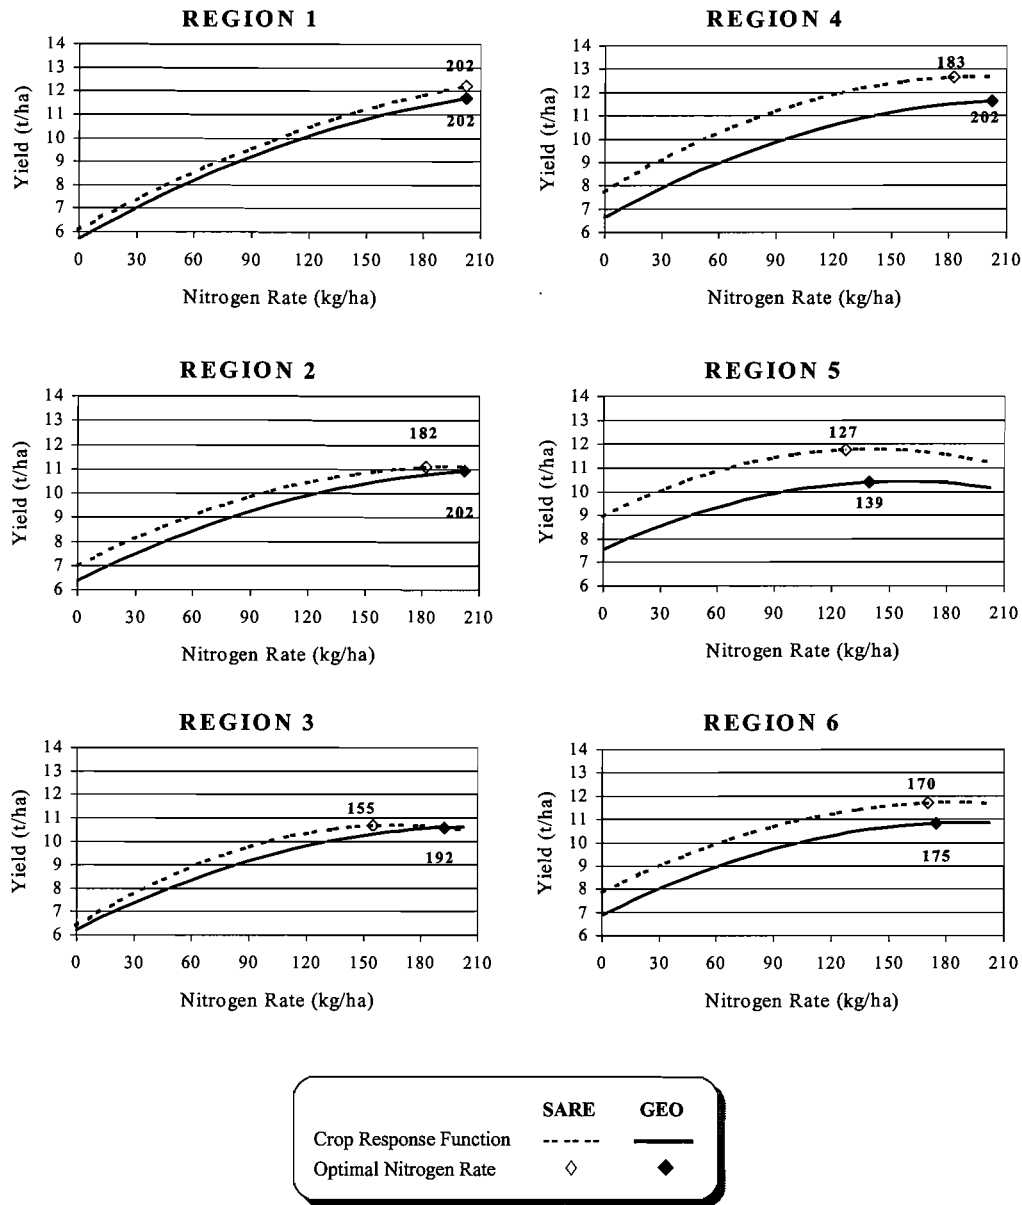 REGION 1
14
13
12
11
10
9
8
7
6
Yield (t/ha)
202
202
0 30 60 90 120 150 180 210
Nitrogen Rate (kg/ha)
REGION 4
14
13
12
11
10
9
8
7
6
Yield (t/ha)
183
202
0 30 60 90 120 150 180 210
Nitrogen Rate (kg/ha)
REGION 2
14
13
12
11
10
9
8
7
6
Yield (t/ha)
182
202
0 30 60 90 120 150 180 210
Nitrogen Rate (kg/ha)
REGION 5
14
13
12
11
10
9
8
7
6
Yield (t/ha)
127
139
0 30 60 90 120 150 180 210
Nitrogen Rate (kg/ha)
REGION 3
14
13
12
11
10
9
8
7
6
Yield (t/ha)
155
192
0 30 60 90 120 150 180 210
Nitrogen Rate (kg/ha)
REGION 6
14
13
12
11
10
9
8
7
6
Yield (t/ha)
170
175
0 30 60 90 120 150 180 210
Nitrogen Rate (kg/ha)
SARE GEO
Crop Response Function
Optimal Nitrogen Rate